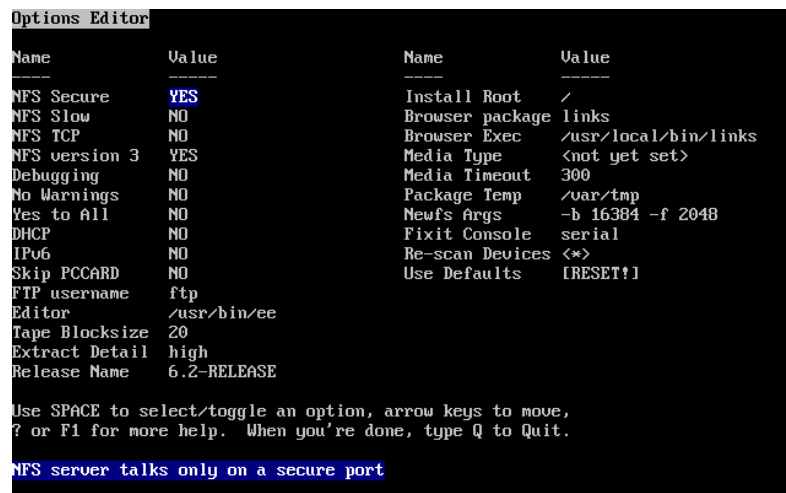 Options Editor
Name Value Name Value
---- ----- ---- -----
NFS Secure YES Install Root /
NFS Slow NO Browser package links
NFS TCP NO Browser Exec /usr/local/bin/links
NFS version 3 YES Media Type <not yet set>
Debugging NO Media Timeout 300
No Warnings NO Package Temp /var/tmp
Yes to All NO Newfs Args -b 16384 -f 2048
DHCP NO Fixit Console serial
IPv6 NO Re-scan Devices <*>
Skip PCCARD NO Use Defaults [RESET!]
FTP username ftp
Editor /usr/bin/ee
Tape Blocksize 20
Extract Detail high
Release Name 6.2-RELEASE
Use SPACE to select/toggle an option, arrow keys to move,
? or F1 for more help. When you're done, type Q to Quit.
NFS server talks only on a secure port